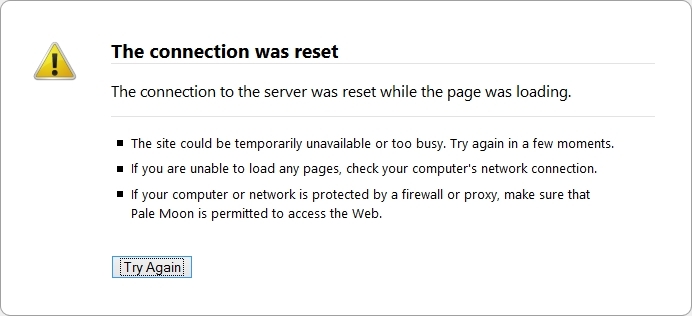 The connection was reset
The connection to the server was reset while the page was loading.
The site could be temporarily unavailable or too busy. Try again in a few moments.
If you are unable to load any pages, check your computer's network connection.
If your computer or network is protected by a firewall or proxy, make sure that
Pale Moon is permitted to access the Web.
Try Again